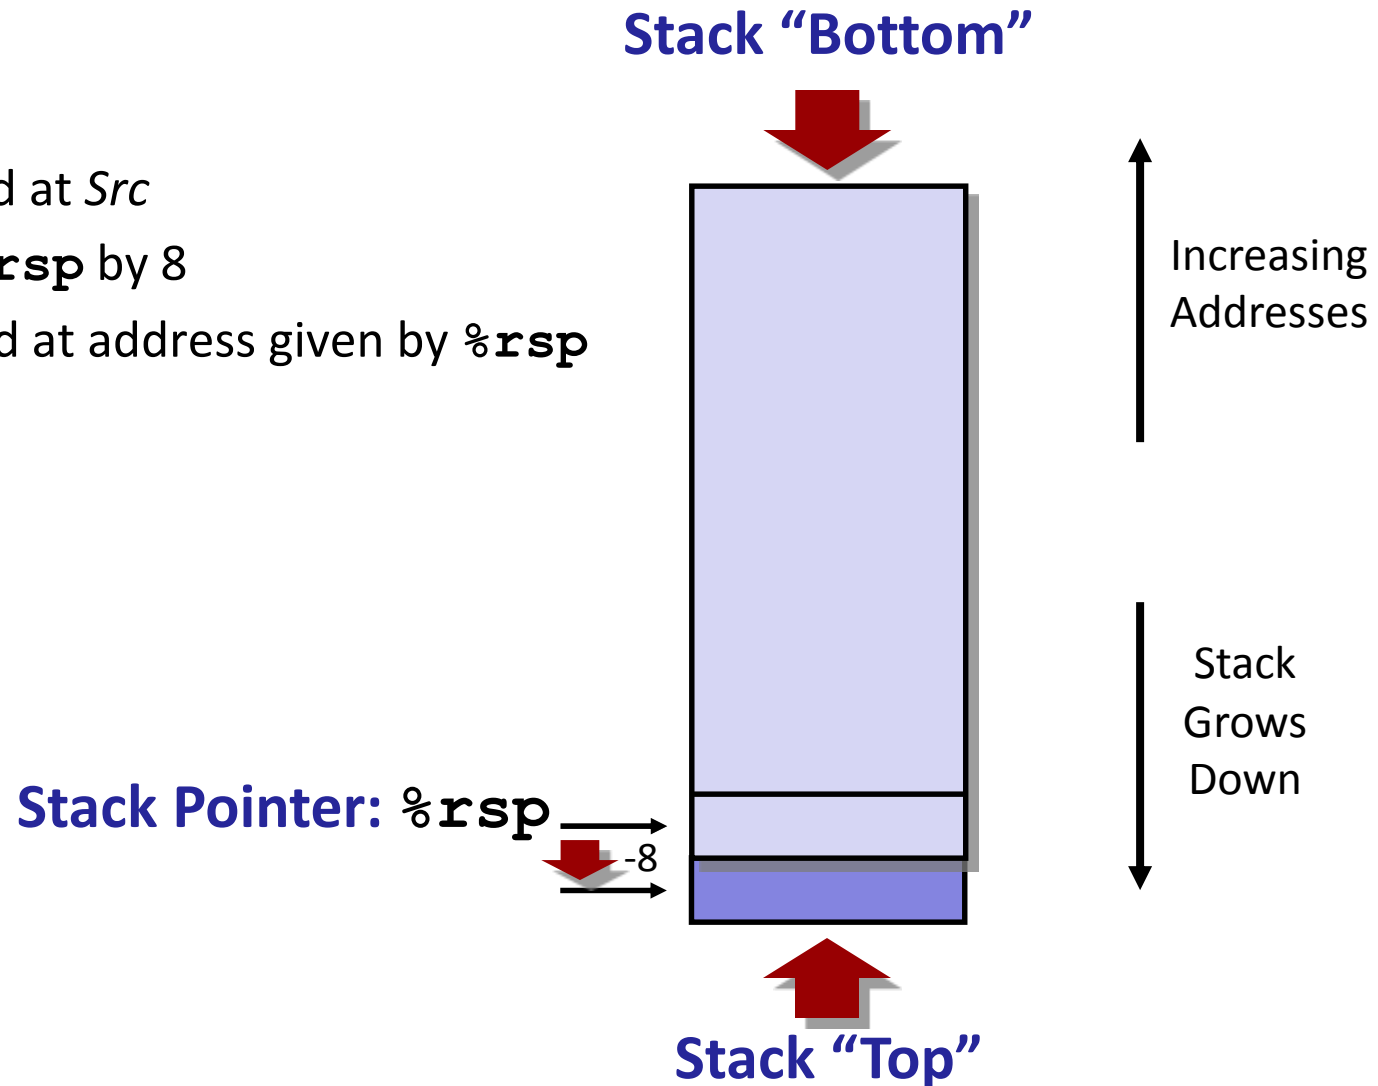 Stack “Bottom”
d at Src
rsp by 8
d at address given by %rsp
Increasing
Addresses
Stack
Grows
Down
Stack Pointer: %rsp
-8
Stack “Top”